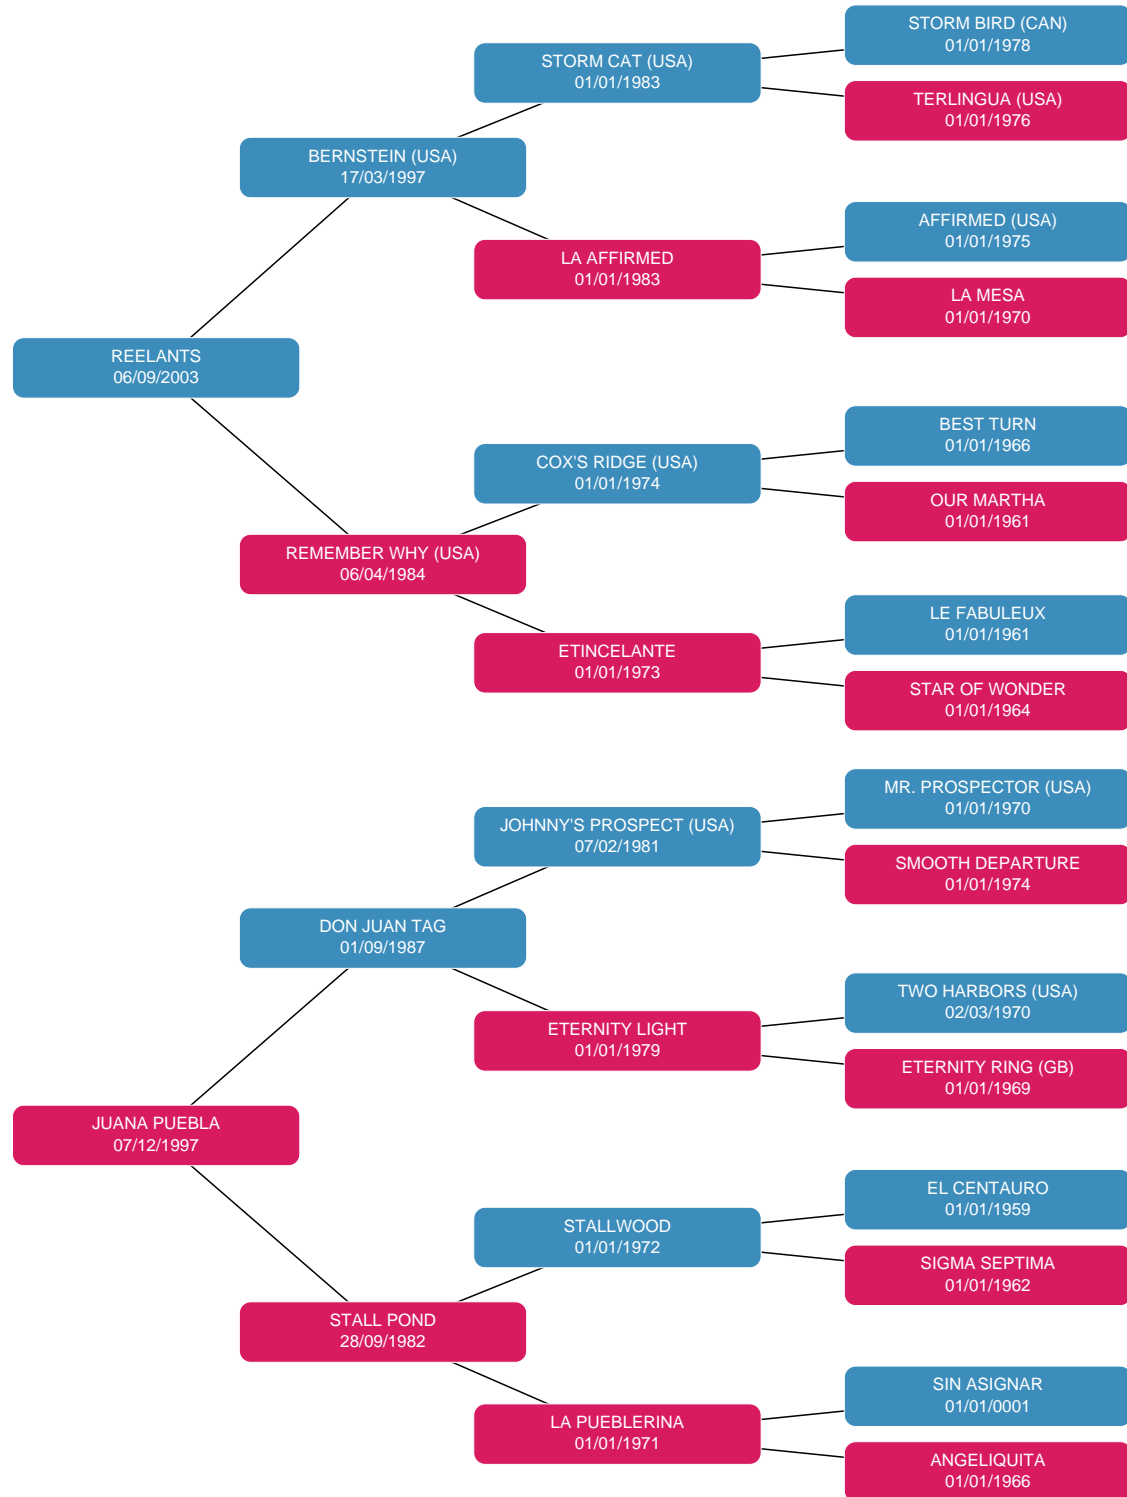 STORM BIRD (CAN)
01/01/1978
STORM CAT (USA)
01/01/1983
TERLINGUA (USA)
01/01/1976
BERNSTEIN (USA)
17/03/1997
AFFIRMED (USA)
01/01/1975
LA AFFIRMED
01/01/1983
LA MESA
01/01/1970
REELANTS
06/09/2003
BEST TURN
01/01/1966
COX'S RIDGE (USA)
01/01/1974
OUR MARTHA
01/01/1961
REMEMBER WHY (USA)
06/04/1984
LE FABULEUX
01/01/1961
ETINCELANTE
01/01/1973
STAR OF WONDER
01/01/1964
MR. PROSPECTOR (USA)
01/01/1970
JOHNNY'S PROSPECT (USA)
07/02/1981
SMOOTH DEPARTURE
01/01/1974
DON JUAN TAG
01/09/1987
TWO HARBORS (USA)
02/03/1970
ETERNITY LIGHT
01/01/1979
ETERNITY RING (GB)
01/01/1969
JUANA PUEBLA
07/12/1997
EL CENTAURO
01/01/1959
STALLWOOD
01/01/1972
SIGMA SEPTIMA
01/01/1962
STALL POND
28/09/1982
SIN ASIGNAR
01/01/0001
LA PUEBLERINA
01/01/1971
ANGELIQUITA
01/01/1966